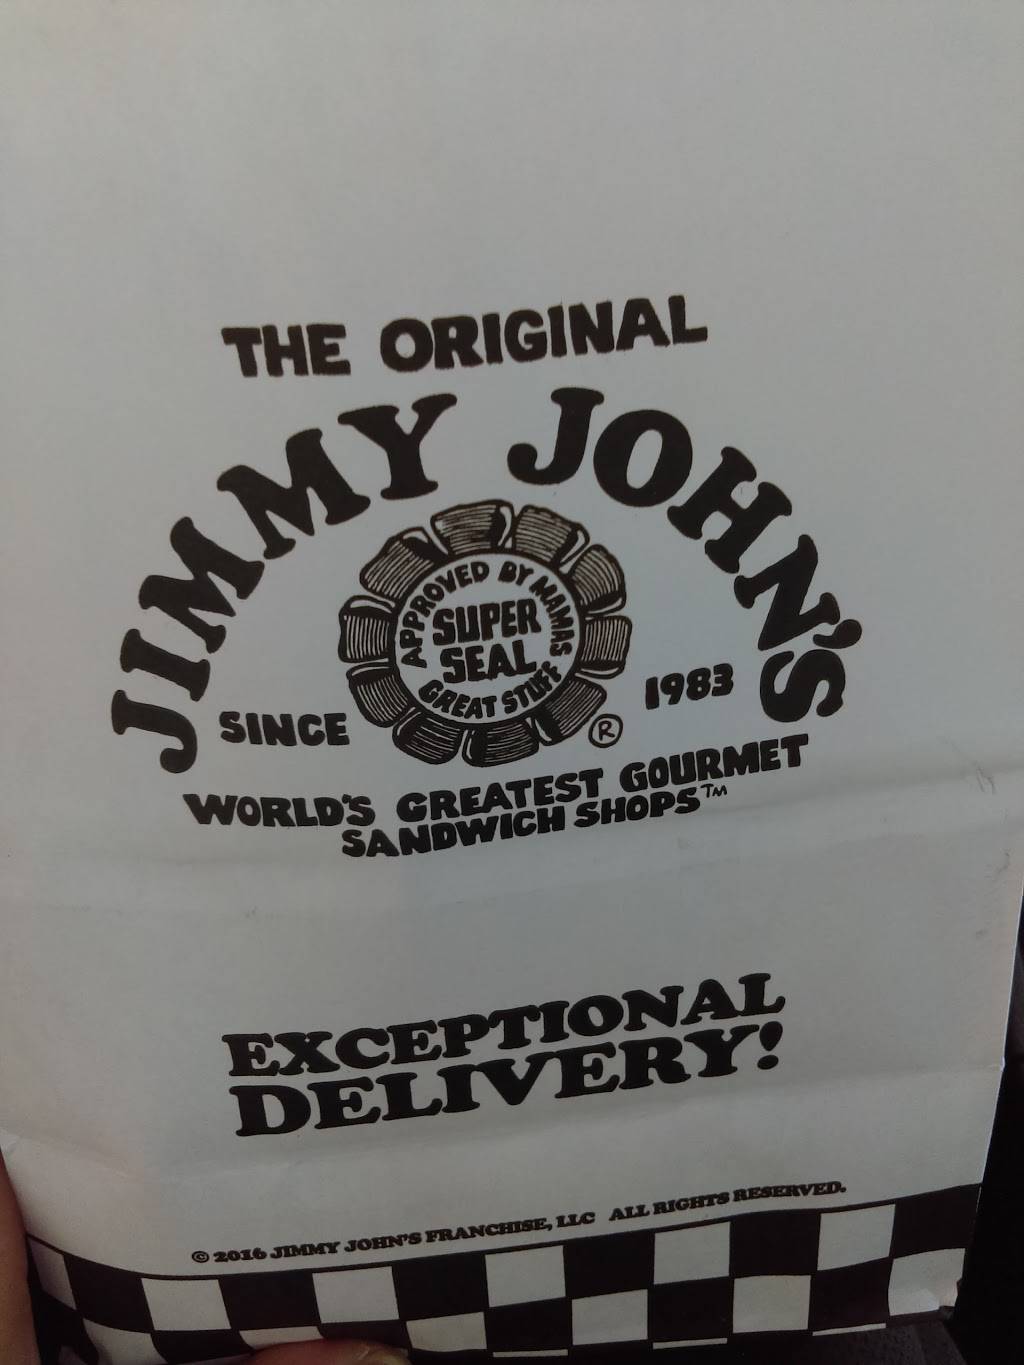 THE ORIGINAL
JIMMY JOHN'S
APPROVED BY MAMAS
SUPER
SEAL
GREAT STUFF
SINCE 1983
®
WORLD'S GREATEST GOURMET
SANDWICH SHOPS™
EXCEPTIONAL
DELIVERY!
© 2016 JIMMY JOHN'S FRANCHISE, LLC ALL RIGHTS RESERVED.